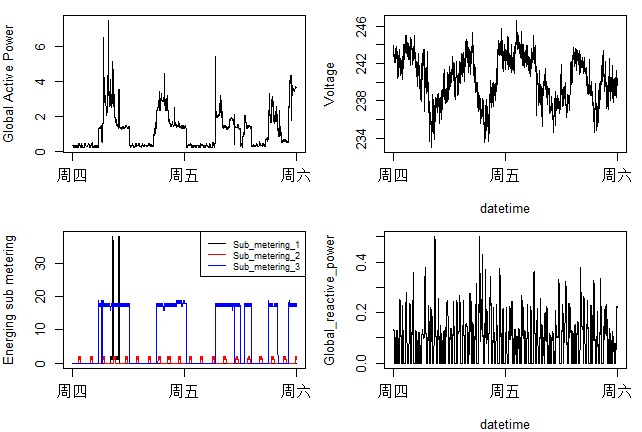 Global Active Power
0 2 4 6
周四 周五 周六
Voltage
234 238 242 246
周四 周五 周六
datetime
Energing sub metering
0 10 20 30
Sub_metering_1
Sub_metering_2
Sub_metering_3
周四 周五 周六
Global_reactive_power
0.0 0.2 0.4
周四 周五 周六
datetime